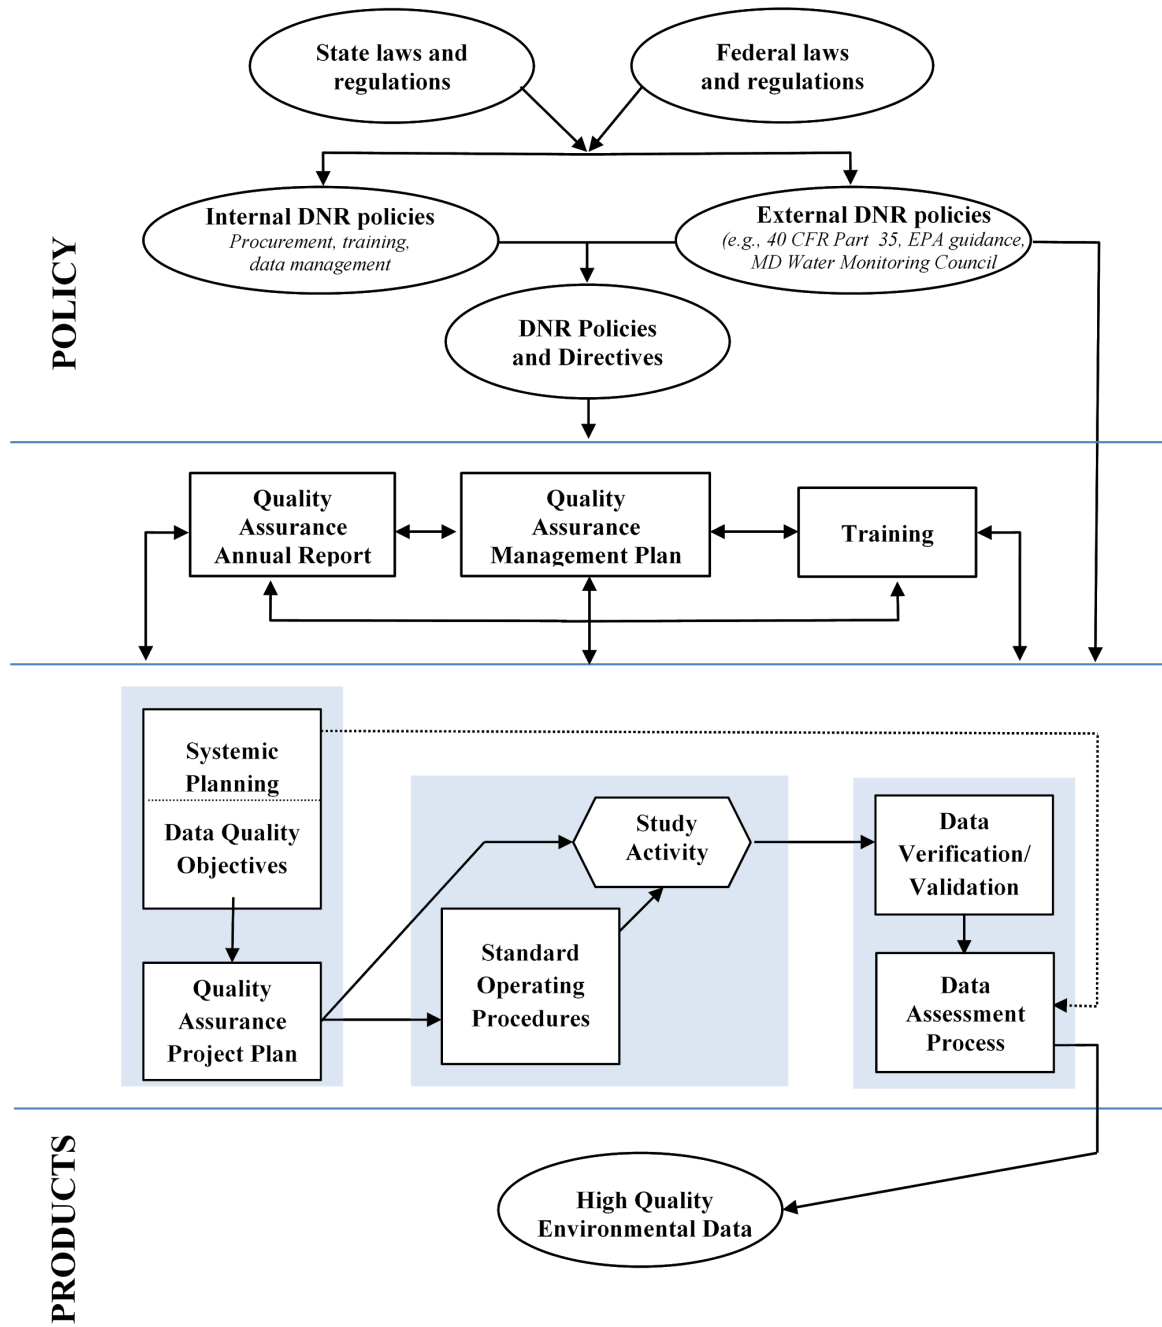 State laws and
regulations
Federal laws
and regulations
Internal DNR policies
Procurement, training,
data management
External DNR policies
(e.g., 40 CFR Part 35, EPA guidance,
MD Water Monitoring Council
DNR Policies
and Directives
POLICY
Quality
Assurance
Annual Report
Quality
Assurance
Management Plan
Training
Systemic
Planning
Data Quality
Objectives
Quality
Assurance
Project Plan
Study
Activity
Standard
Operating
Procedures
Data
Verification/
Validation
Data
Assessment
Process
PRODUCTS
High Quality
Environmental Data